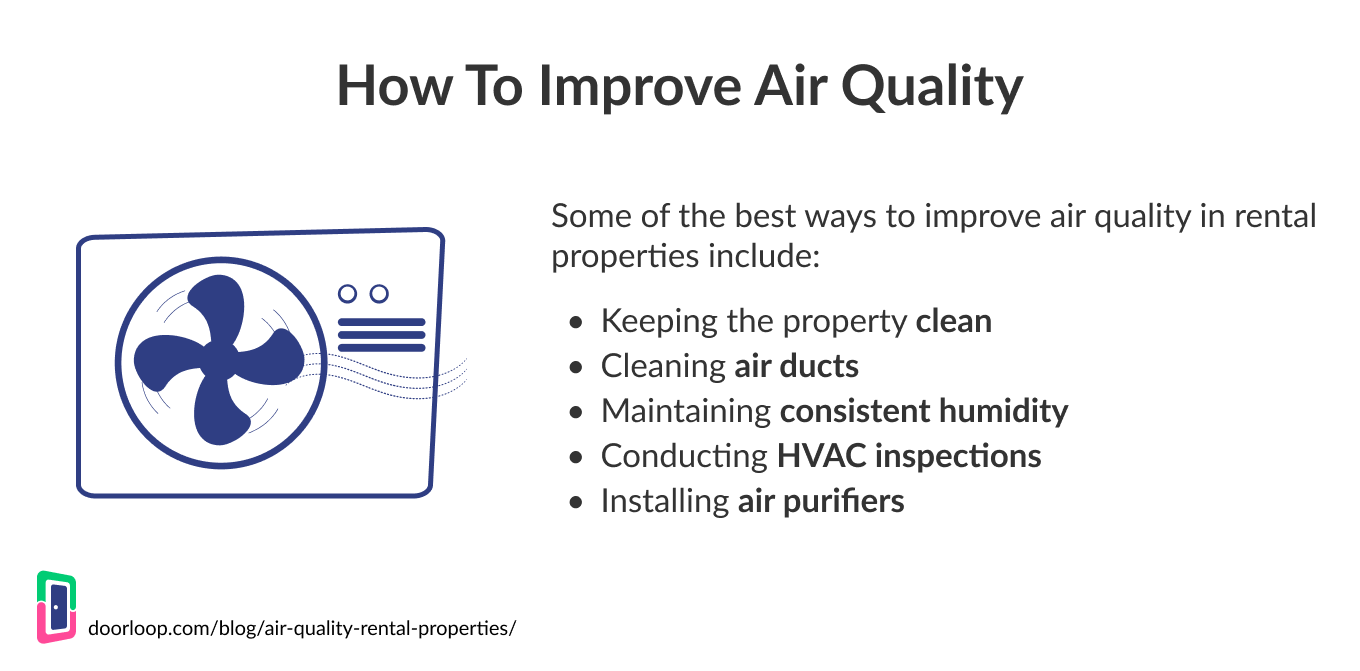 How To Improve Air Quality
Some of the best ways to improve air quality in rental
properties include:
• Keeping the property clean
• Cleaning air ducts
• Maintaining consistent humidity
• Conducting HVAC inspections
• Installing air purifiers
doorloop.com/blog/air-quality-rental-properties/